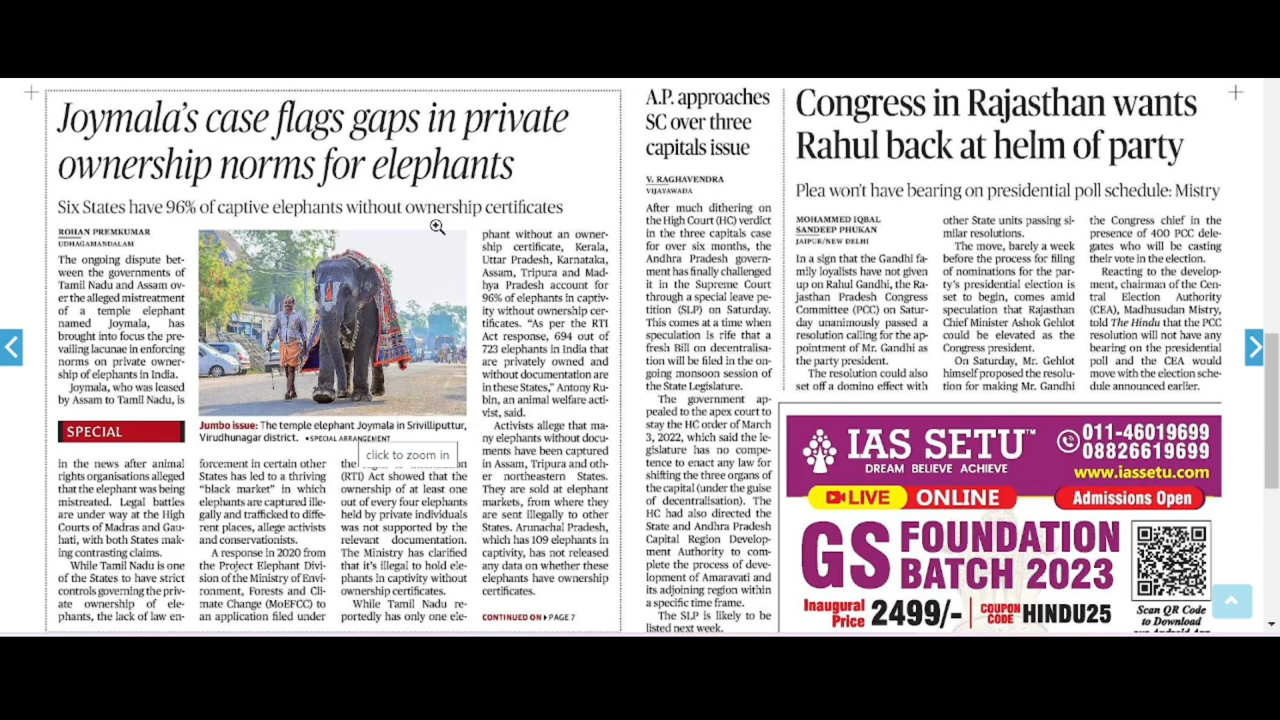 Joymala's case flags gaps in private
ownership norms for elephants
Six States have 96% of captive elephants without ownership certificates
ROHAN PREMKUMAR
UDHAGAMANDALAM
The ongoing dispute bet-
ween the governments of
Tamil Nadu and Assam ov-
er the alleged mistreatment
of a temple elephant
named Joymala, has
brought into focus the pre-
vailing lacunae in enforcing
norms on private owner-
ship of elephants in India.
Joymala, who was leased
by Assam to Tamil Nadu, is
SPECIAL
in the news after animal
rights organisations alleged
that the elephant was being
mistreated. Legal battles
are under way at the High
Courts of Madras and Gau-
hati, with both States mak-
ing contrasting claims.
While Tamil Nadu is one
of the States to have strict
controls governing the priv-
ate ownership of ele-
phants, the lack of law en-
Jumbo issue: The temple elephant Joymala in Srivilliputtur,
Virudhunagar district. •SPECIAL ARRANGEMENT
click to zoom in
forcement in certain other
States has led to a thriving
"black market" in which
elephants are captured ille-
gally and trafficked to differ-
ent places, allege activists
and conservationists.
A response in 2020 from
the Project Elephant Divi-
sion of the Ministry of Envi-
ronment, Forests and Cli-
mate Change (MoEFCC) to
an application filed under
(RTI) Act showed that the
ownership of at least one
out of every four elephants
held by private individuals
was not supported by the
relevant documentation.
The Ministry has clarified
that it's illegal to hold ele-
phants in captivity without
ownership certificates.
While Tamil Nadu re-
portedly has only one ele-
phant without an owner-
ship certificate, Kerala,
Uttar Pradesh, Karnataka,
Assam, Tripura and Mad-
hya Pradesh account for
96% of elephants in captiv-
ity without ownership cer-
tificates. "As per the RTI
Act response, 694 out of
723 elephants in India that
are privately owned and
without documentation are
in these States," Antony Ru-
bin, an animal welfare acti-
vist, said.
Activists allege that ma-
ny elephants without docu-
ments have been captured
in Assam, Tripura and oth-
er northeastern States.
They are sold at elephant
markets, from where they
are sent illegally to other
States. Arunachal Pradesh,
which has 109 elephants in
captivity, has not released
any data on whether these
elephants have ownership
certificates.
CONTINUED ON PAGE 7
A.P. approaches
SC over three
capitals issue
V. RAGHAVENDRA
VIJAYAWADA
After much dithering on
the High Court (HC) verdict
in the three capitals case
for over six months, the
Andhra Pradesh govern-
ment has finally challenged
it in the Supreme Court
through a special leave pe-
tition (SLP) on Saturday.
This comes at a time when
speculation is rife that a
fresh Bill on decentralisa-
tion will be filed in the on-
going monsoon session of
the State Legislature.
The government ap-
pealed to the apex court to
stay the HC order of March
3, 2022, which said the le-
gislature has no compe-
tence to enact any law for
shifting the three organs of
the capital (under the guise
of decentralisation). The
HC had also directed the
State and Andhra Pradesh
Capital Region Develop-
ment Authority to com-
plete the process of deve-
lopment of Amaravati and
its adjoining region within
a specific time frame.
The SLP is likely to be
listed next week.
Congress in Rajasthan wants
Rahul back at helm of party
Plea won't have bearing on presidential poll schedule: Mistry
MOHAMMED IQBAL
SANDEEP PHUKAN
JAIPUR/NEW DELHI
In a sign that the Gandhi fa-
mily loyalists have not given
up on Rahul Gandhi, the Ra-
jasthan Pradesh Congress
Committee (PCC) on Satur-
day unanimously passed a
resolution calling for the ap-
pointment of Mr. Gandhi as
the party president.
The resolution could also
set off a domino effect with
other State units passing si-
milar resolutions.
The move, barely a week
before the process for filing
of nominations for the par-
ty's presidential election is
set to begin, comes amid
speculation that Rajasthan
Chief Minister Ashok Gehlot
could be elevated as the
Congress president.
On Saturday, Mr. Gehlot
himself proposed the resolu-
tion for making Mr. Gandhi
the Congress chief in the
presence of 400 PCC dele-
gates who will be casting
their vote in the election.
Reacting to the develop-
ment, chairman of the Cen-
tral Election Authority
(CEA), Madhusudan Mistry,
told The Hindu that the PCC
resolution will not have any
bearing on the presidential
poll and the CEA would
move with the election sche-
dule announced earlier.
IAS SETU™
DREAM BELIEVE ACHIEVE
011-46019699
08826619699
www.iassetu.com
LIVE ONLINE
Admissions Open
GS FOUNDATION
BATCH 2023
Inaugural
Price 2499/- COUPON
CODE HINDU25
Scan QR Code
to Download